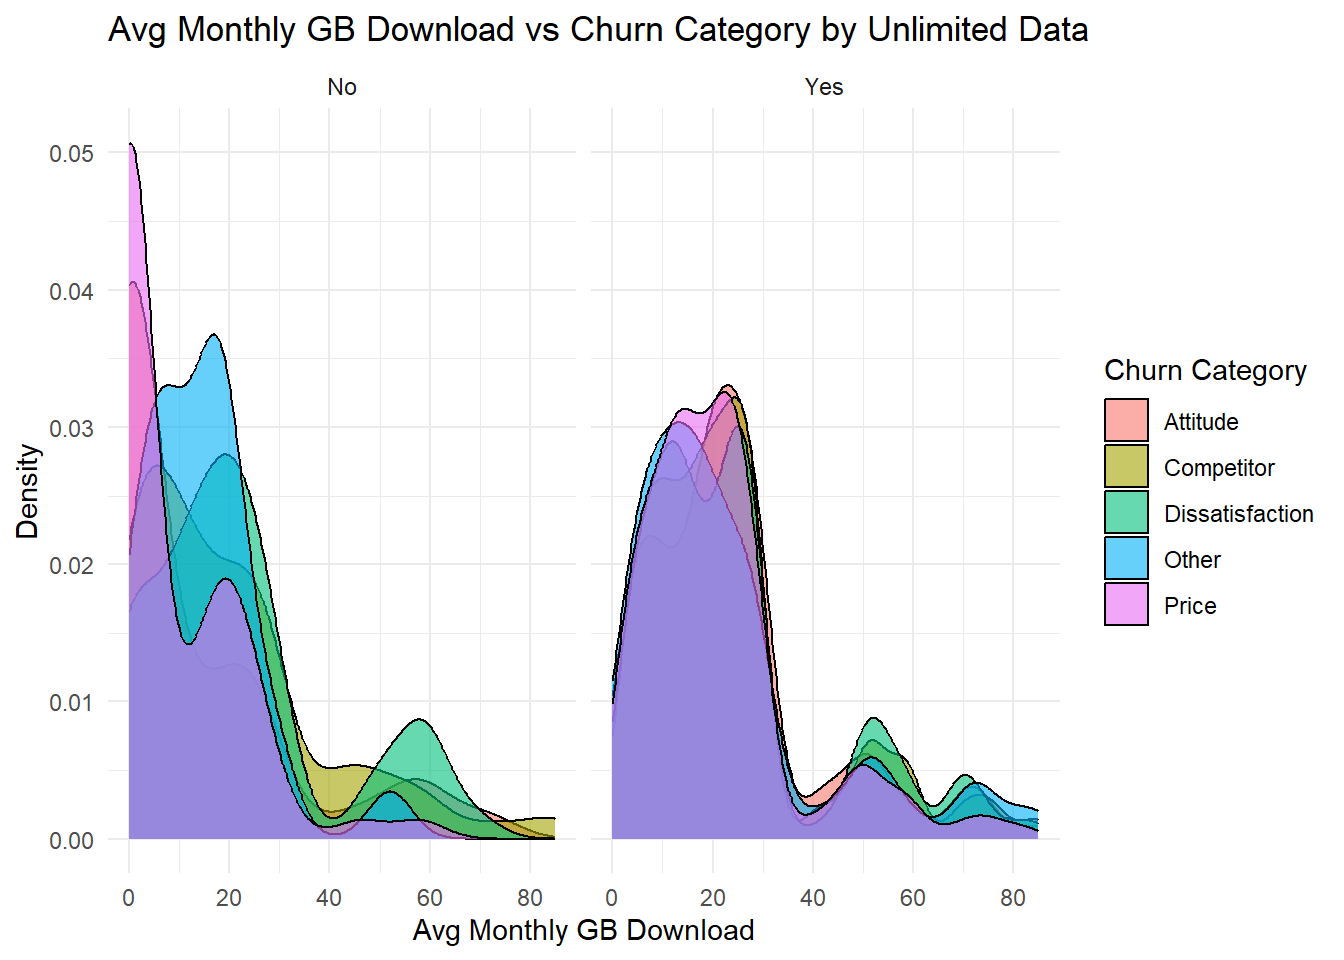 Avg Monthly GB Download vs Churn Category by Unlimited Data
No
Yes
0.05
0.04
0.03
0.02
0.01
0.00
Density
0 20 40 60 80
0 20 40 60 80
Avg Monthly GB Download
Churn Category
Attitude
Competitor
Dissatisfaction
Other
Price